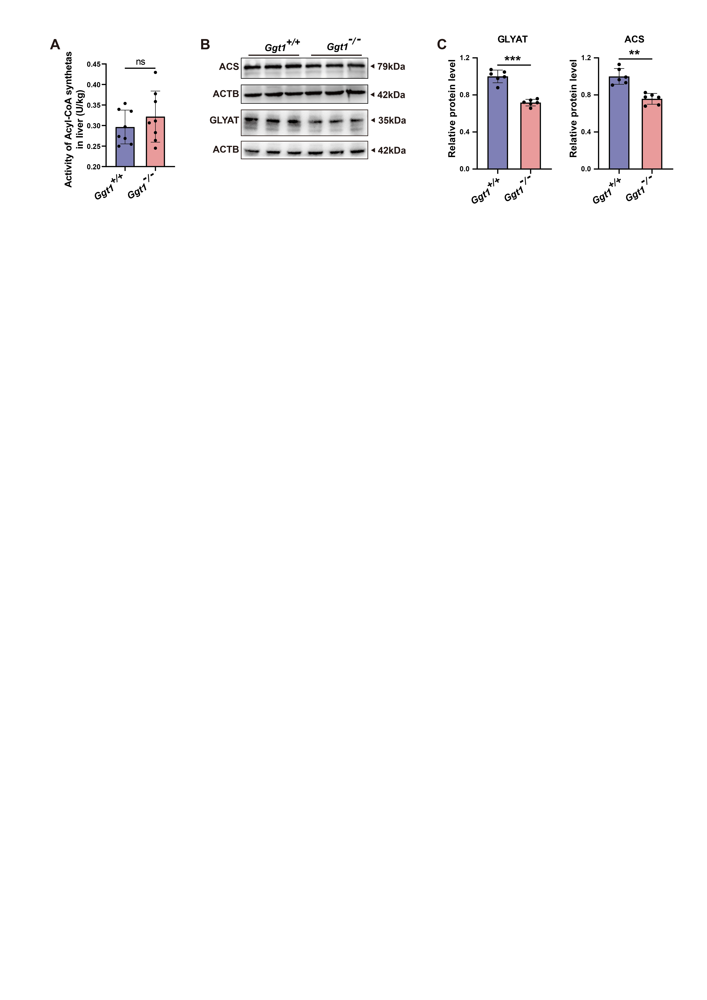 A
Activity of Acyl-CoA synthetas
in liver (U/kg)
0.45
0.40
0.35
0.30
0.25
0.20
ns
Ggt1+/+
Ggt1-/-
B
Ggt1+/+ Ggt1-/-
ACS 79kDa
ACTB 42kDa
GLYAT 35kDa
ACTB 42kDa
C
GLYAT
Relative protein level
1.2
0.8
0.4
0.0
***
Ggt1+/+
Ggt1-/-
ACS
Relative protein level
1.2
0.8
0.4
0.0
**
Ggt1+/+
Ggt1-/-